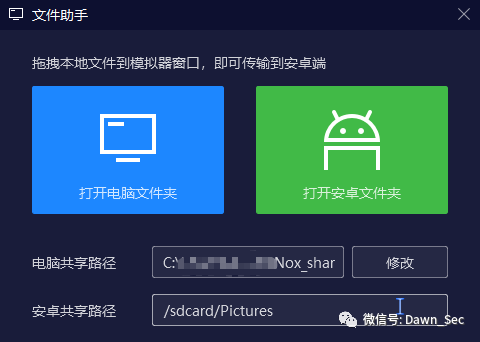 文件助手
拖拽本地文件到模拟器窗口，即可传输到安卓端
打开电脑文件夹
打开安卓文件夹
电脑共享路径
C:\
Nox_shar
修改
安卓共享路径
/sdcard/Pictures
微信号: Dawn_Sec